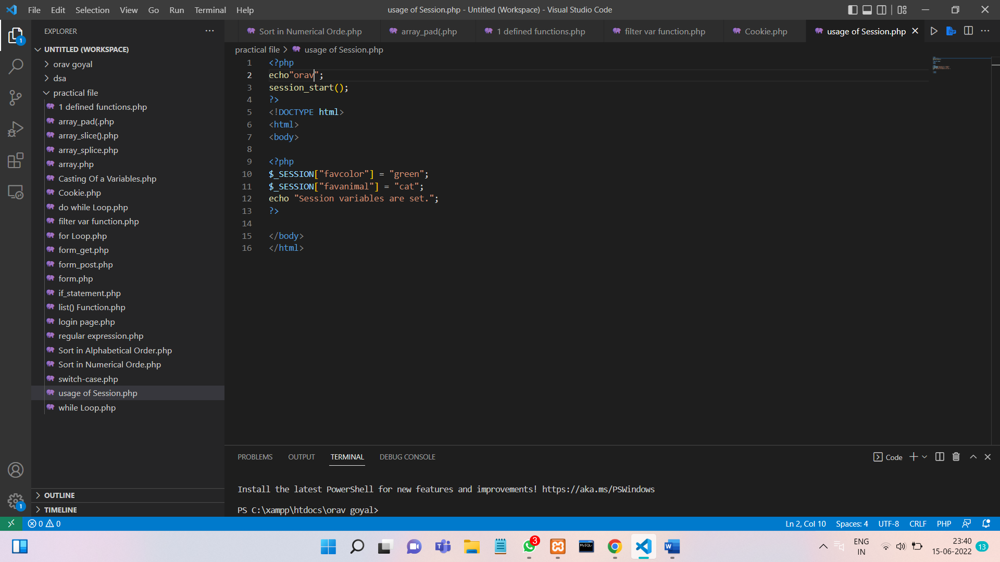 File Edit Selection View Go Run Terminal Help
usage of Session.php - Untitled (Workspace) - Visual Studio Code
EXPLORER
UNTITLED (WORKSPACE)
orav goyal
dsa
practical file
1 defined functions.php
array_pad(.php
array_slice().php
array_splice.php
array.php
Casting Of a Variables.php
Cookie.php
do while Loop.php
filter var function.php
for Loop.php
form_get.php
form_post.php
form.php
if_statement.php
list() Function.php
login page.php
regular expression.php
Sort in Alphabetical Order.php
Sort in Numerical Orde.php
switch-case.php
usage of Session.php
while Loop.php
OUTLINE
TIMELINE
1
1
Sort in Numerical Orde.php array_pad(.php 1 defined functions.php filter var function.php Cookie.php usage of Session.php
practical file > usage of Session.php
1 <?php
2 echo"orav";
3 session_start();
4 ?>
5 <!DOCTYPE html>
6 <html>
7 <body>
8
9 <?php
10 $_SESSION["favcolor"] = "green";
11 $_SESSION["favanimal"] = "cat";
12 echo "Session variables are set.";
13 ?>
14
15 </body>
16 </html>
PROBLEMS OUTPUT TERMINAL DEBUG CONSOLE
Code
Install the latest PowerShell for new features and improvements! https://aka.ms/PSWindows
PS C:\xampp\htdocs\orav goyal>
0 0
Ln 2, Col 10 Spaces: 4 UTF-8 CRLF PHP
3
MySQL
ENG
IN
23:40
15-06-2022
13